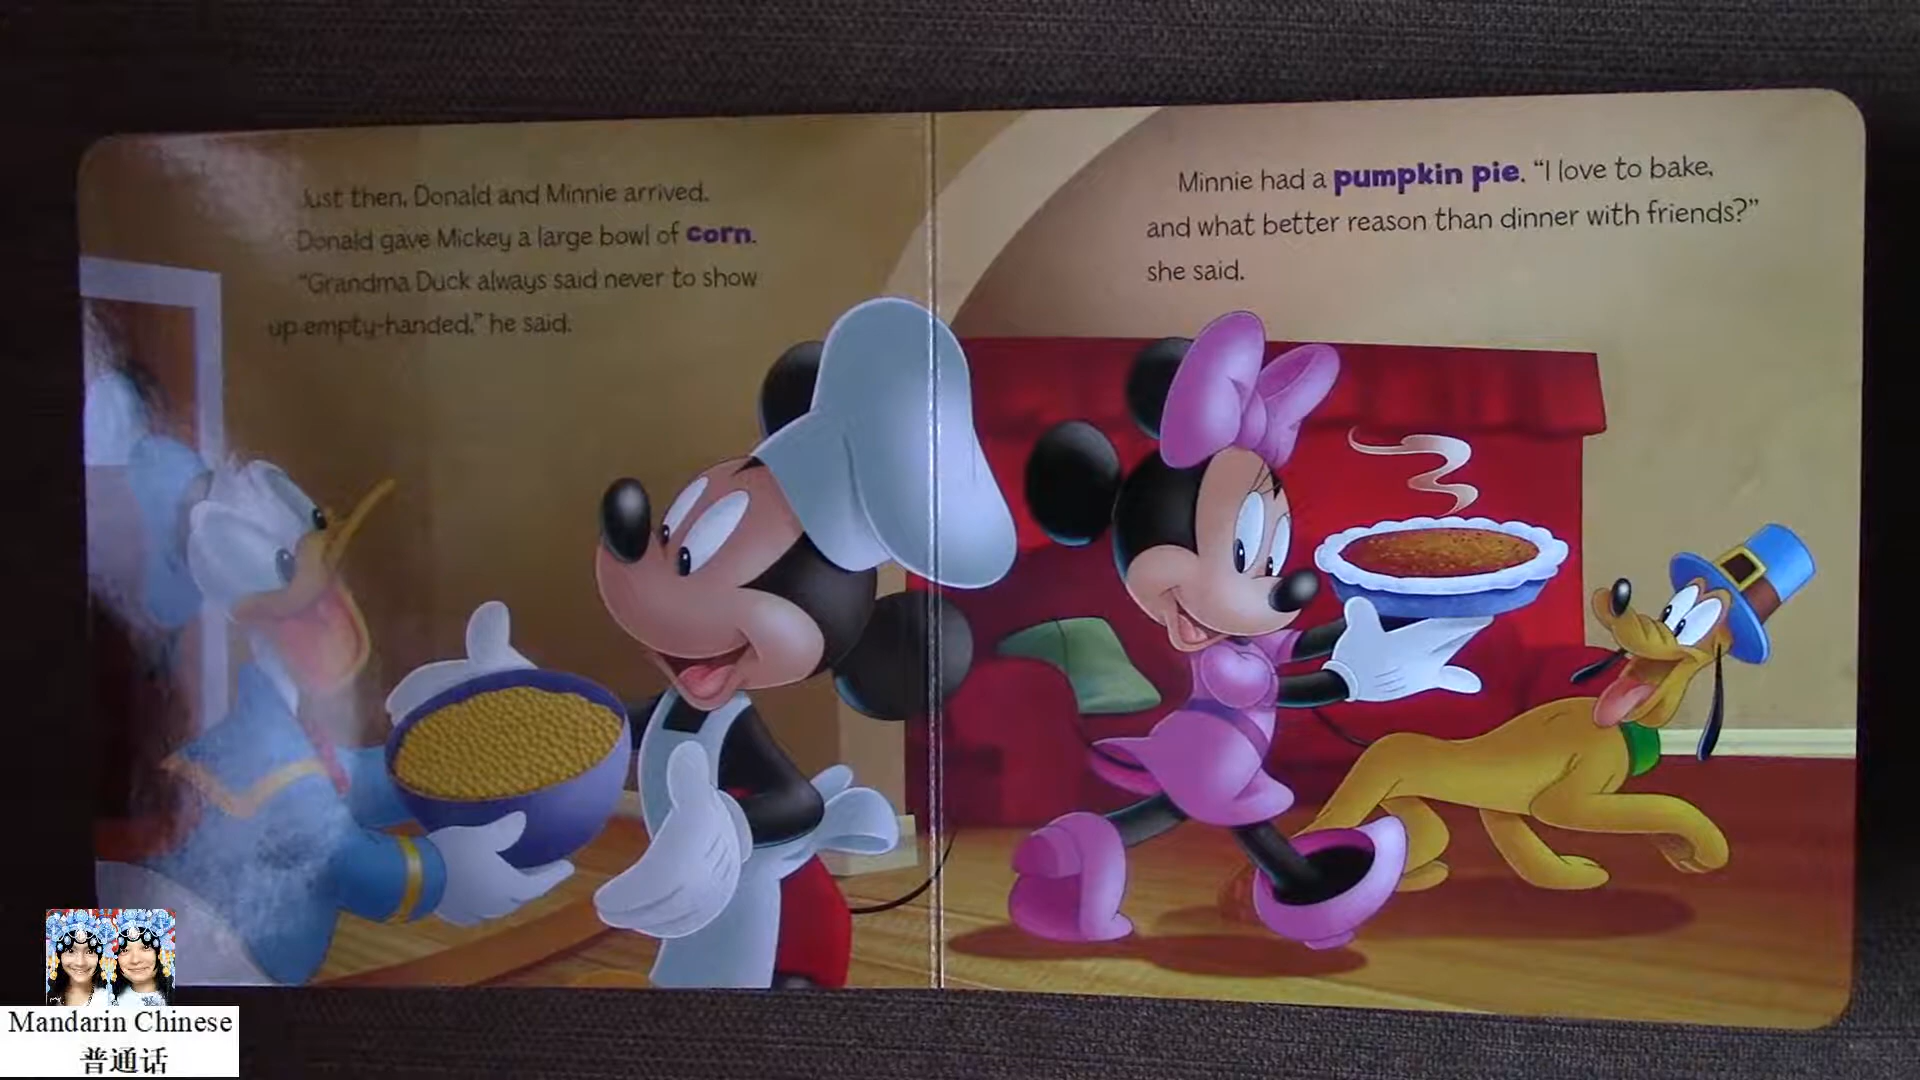 Just then, Donald and Minnie arrived.
Donald gave Mickey a large bowl of corn.
“Grandma Duck always said never to show
up empty-handed,” he said.
Minnie had a pumpkin pie. “I love to bake,
and what better reason than dinner with friends?”
she said.
Mandarin Chinese
普通话